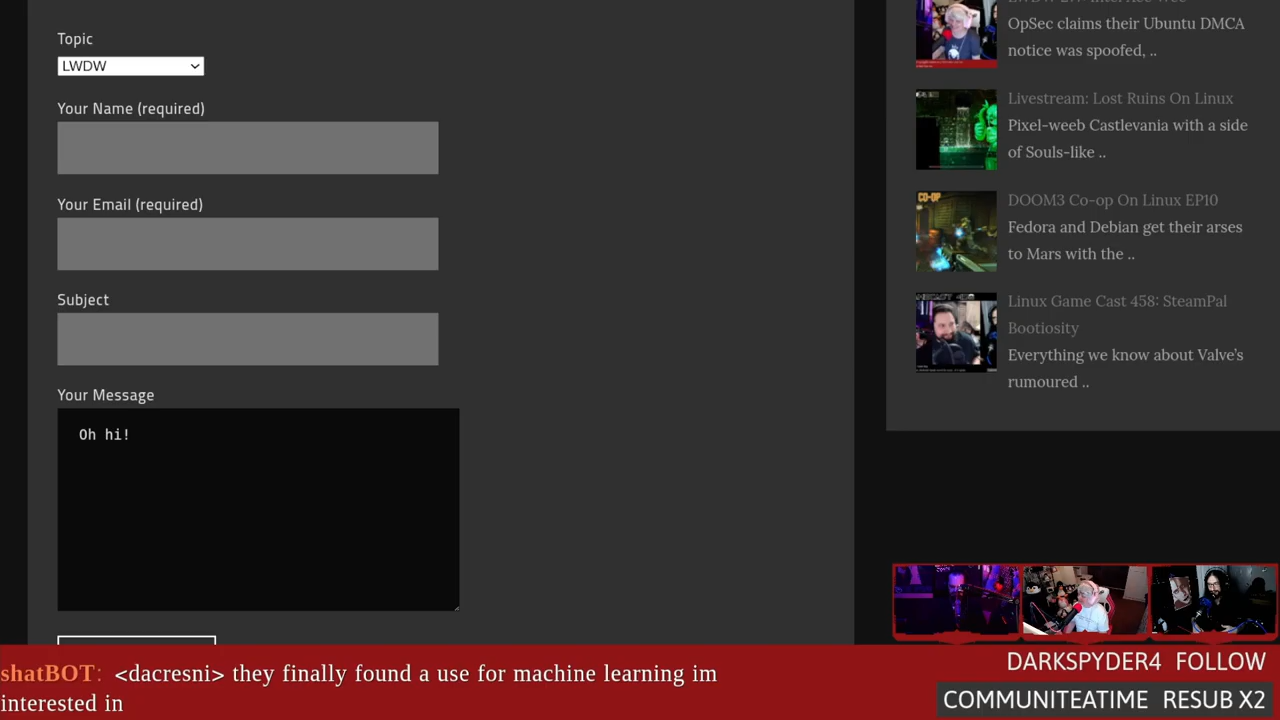 Topic
LWDW
Your Name (required)
Your Email (required)
Subject
Your Message
Oh hi!
OpSec claims their Ubuntu DMCA
notice was spoofed, ..
Livestream: Lost Ruins On Linux
Pixel-weeb Castlevania with a side
of Souls-like ..
DOOM3 Co-op On Linux EP10
Fedora and Debian get their arses
to Mars with the ..
Linux Game Cast 458: SteamPal
Bootiosity
Everything we know about Valve's
rumoured ..
CO-OP
shatBOT: <dacresni> they finally found a use for machine learning im
interested in
DARKSPYDER4 FOLLOW
COMMUNITEATIME RESUB X2